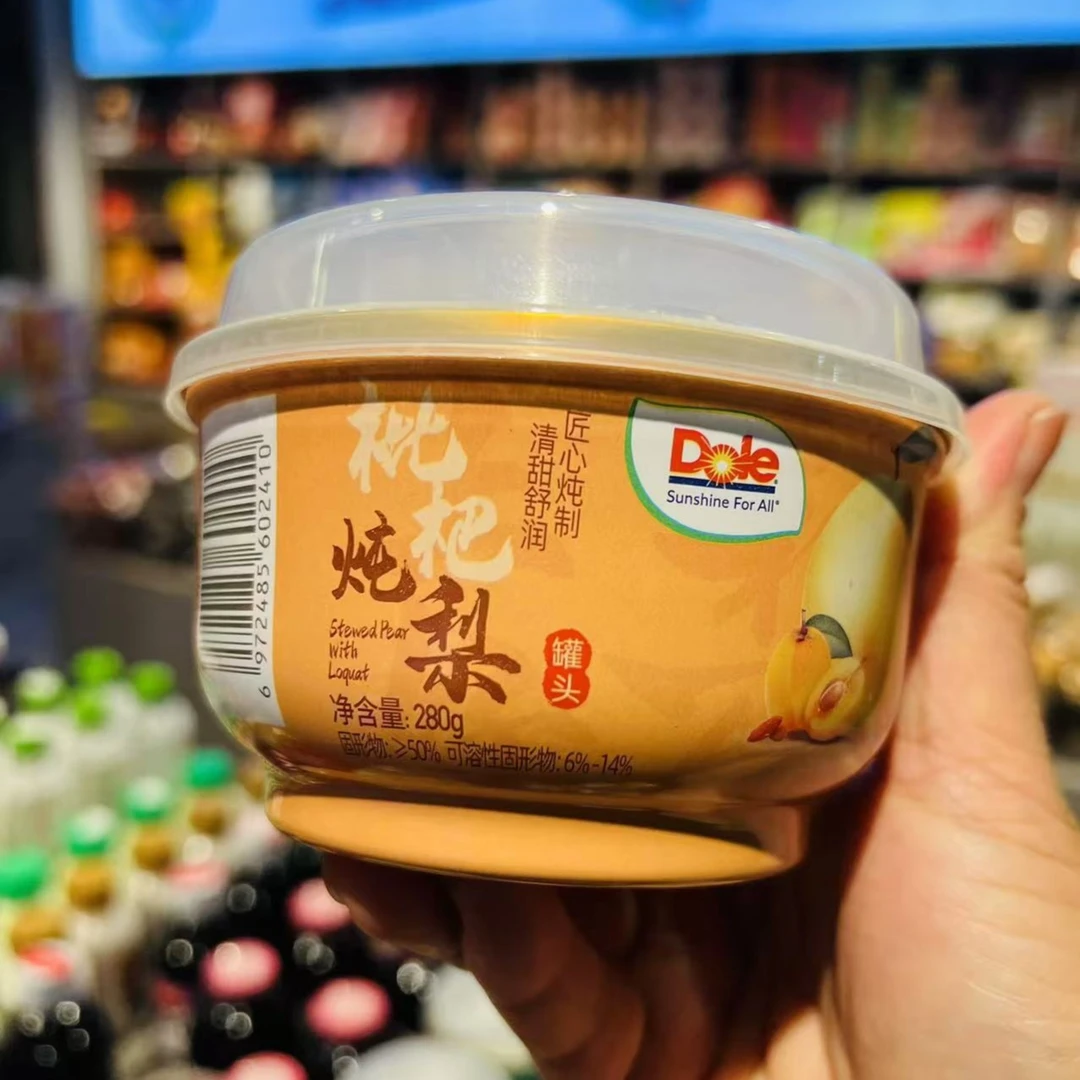 枇杷
炖梨
Stewed Pear
With
Loquat
匠心炖制
清甜舒润
Dole
Sunshine For All®
罐头
净含量: 280g
固形物: ≥50% 可溶性固形物: 6%-14%
6 972485 602410